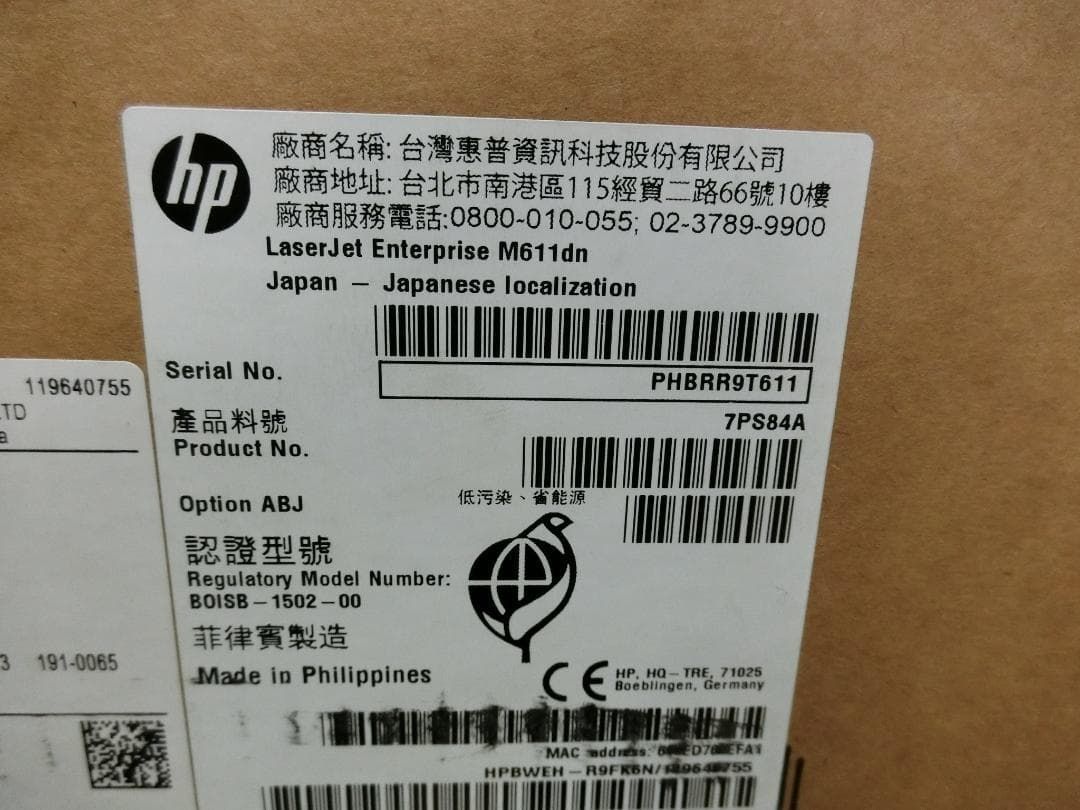 hp
廠商名稱: 台灣惠普資訊科技股份有限公司
廠商地址: 台北市南港區115經貿二路66號10樓
廠商服務電話:0800-010-055; 02-3789-9900
LaserJet Enterprise M611dn
Japan – Japanese localization
Serial No.
PHBRR9T611
產品料號
7PS84A
Product No.
Option ABJ
低污染、省能源
認證型號
Regulatory Model Number:
BOISB-1502-00
菲律賓製造
Made in Philippines
CE
HP, HQ-TRE, 71025
Boeblingen, Germany
MAC address:
HPBWEH-R9FK6N/
119640755
191-0065